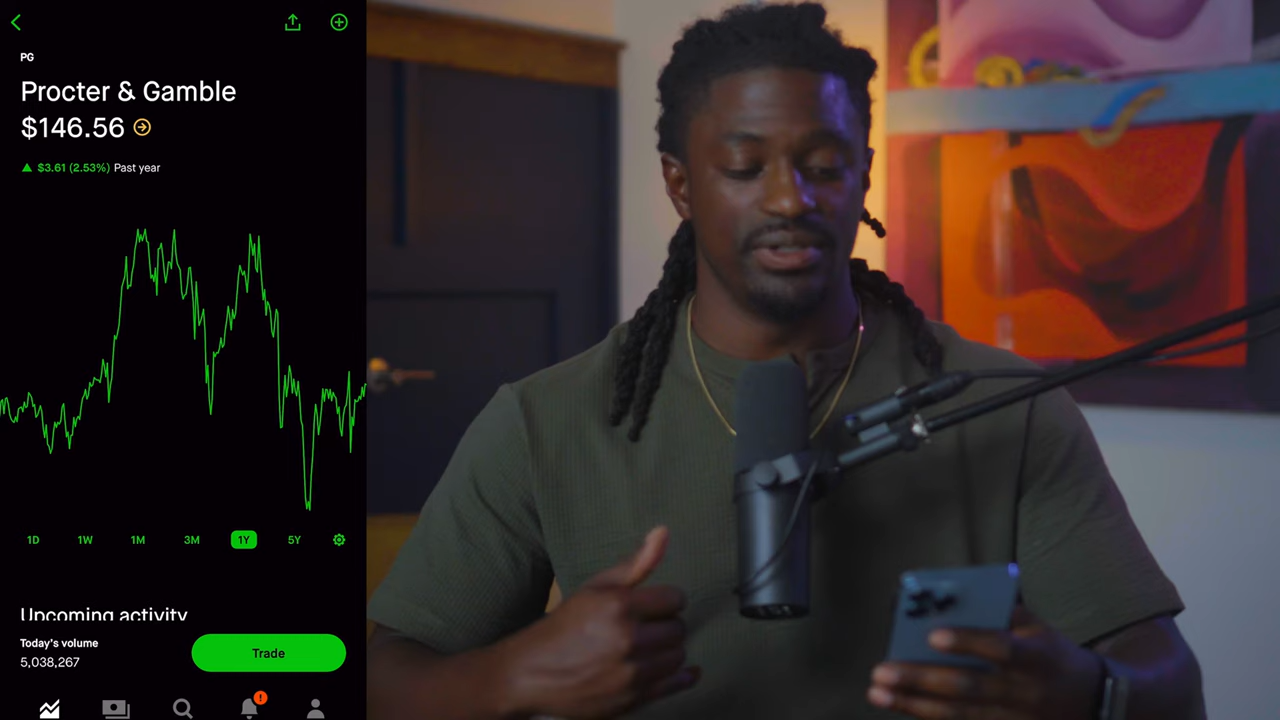 PG
Procter & Gamble
$146.56
$3.61 (2.53%) Past year
1D 1W 1M 3M 1Y 5Y
Upcoming activity
Today's volume
5,038,267
Trade
!